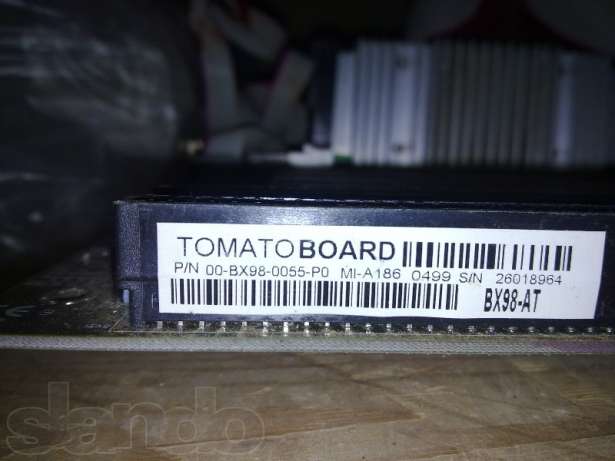 TOMATOBOARD
P/N 00-BX98-0055-P0 MI-A186 0499 S/N 26018964
BX98-AT
slando